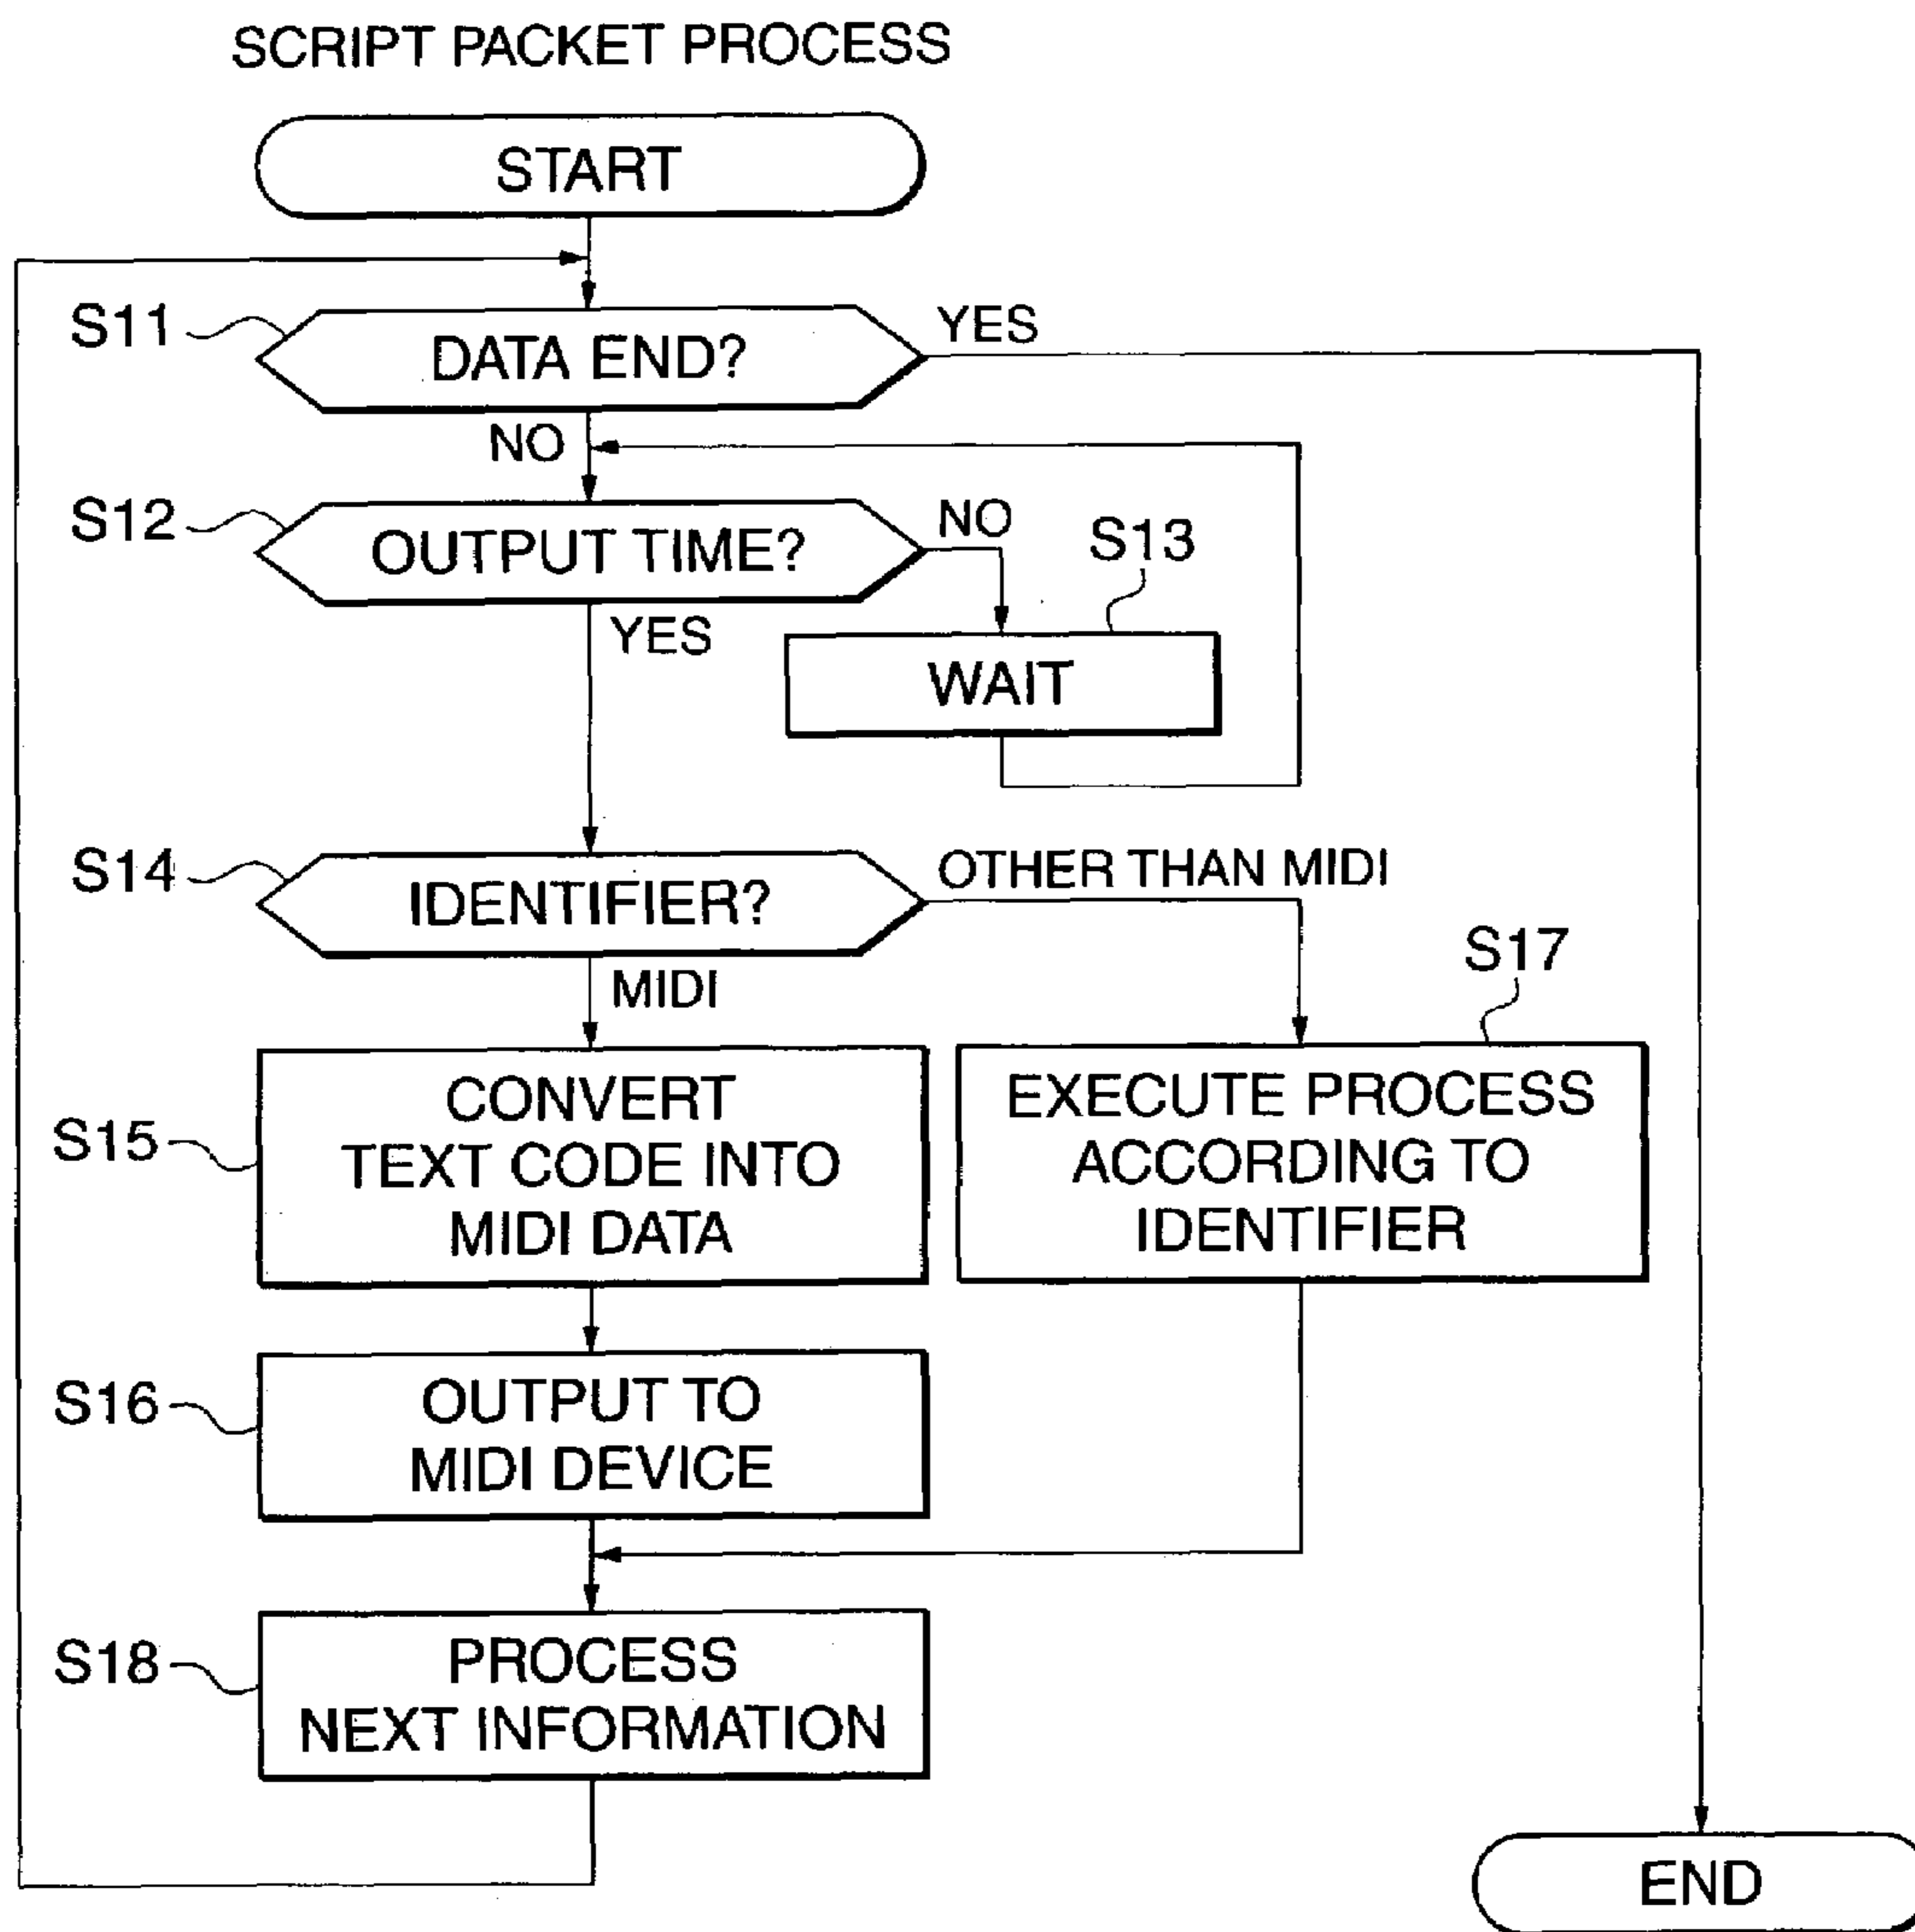 SCRIPT PACKET PROCESS
START
S11
DATA END?
YES
NO
S12
OUTPUT TIME?
NO
S13
YES
WAIT
S14
IDENTIFIER?
OTHER THAN MIDI
MIDI
S17
S15
CONVERT
TEXT CODE INTO
MIDI DATA
EXECUTE PROCESS
ACCORDING TO
IDENTIFIER
S16
OUTPUT TO
MIDI DEVICE
S18
PROCESS
NEXT INFORMATION
END